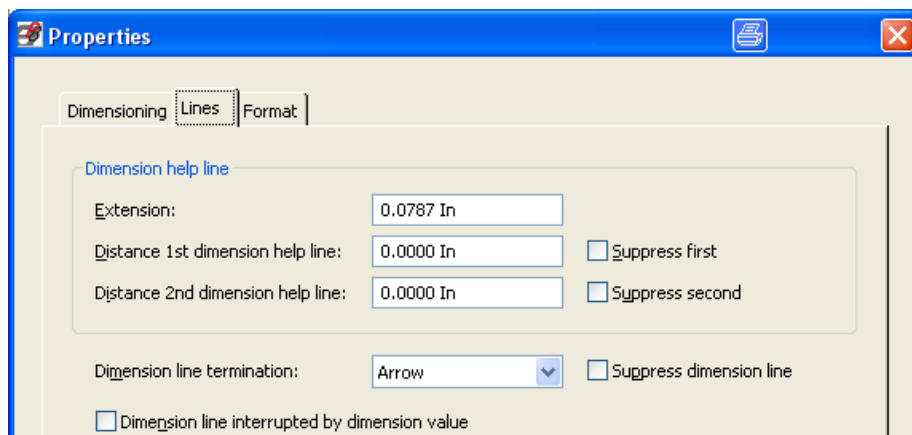 Properties
Dimensioning Lines Format
Dimension help line
Extension: 0.0787 In
Distance 1st dimension help line: 0.0000 In Suppress first
Distance 2nd dimension help line: 0.0000 In Suppress second
Dimension line termination: Arrow Suppress dimension line
Dimension line interrupted by dimension value